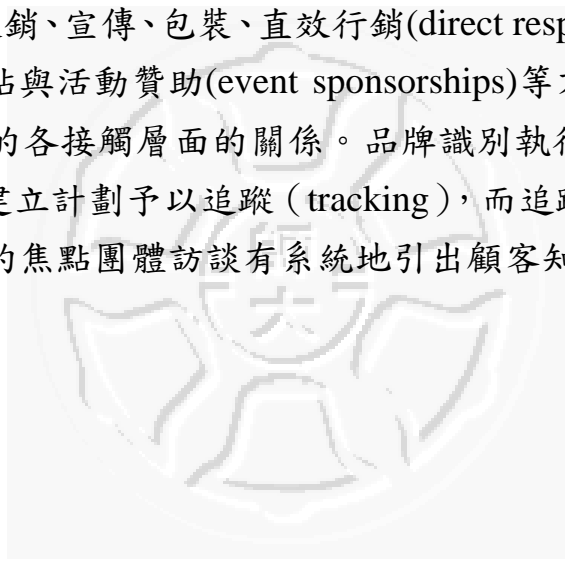 銷、宣傳、包裝、直效行銷(direct resp
與活動贊助(event sponsorships)等
的各接觸層面的關係。品牌識別執行
建立計劃予以追蹤（tracking），而追
的焦點團體訪談有系統地引出顧客知
師大